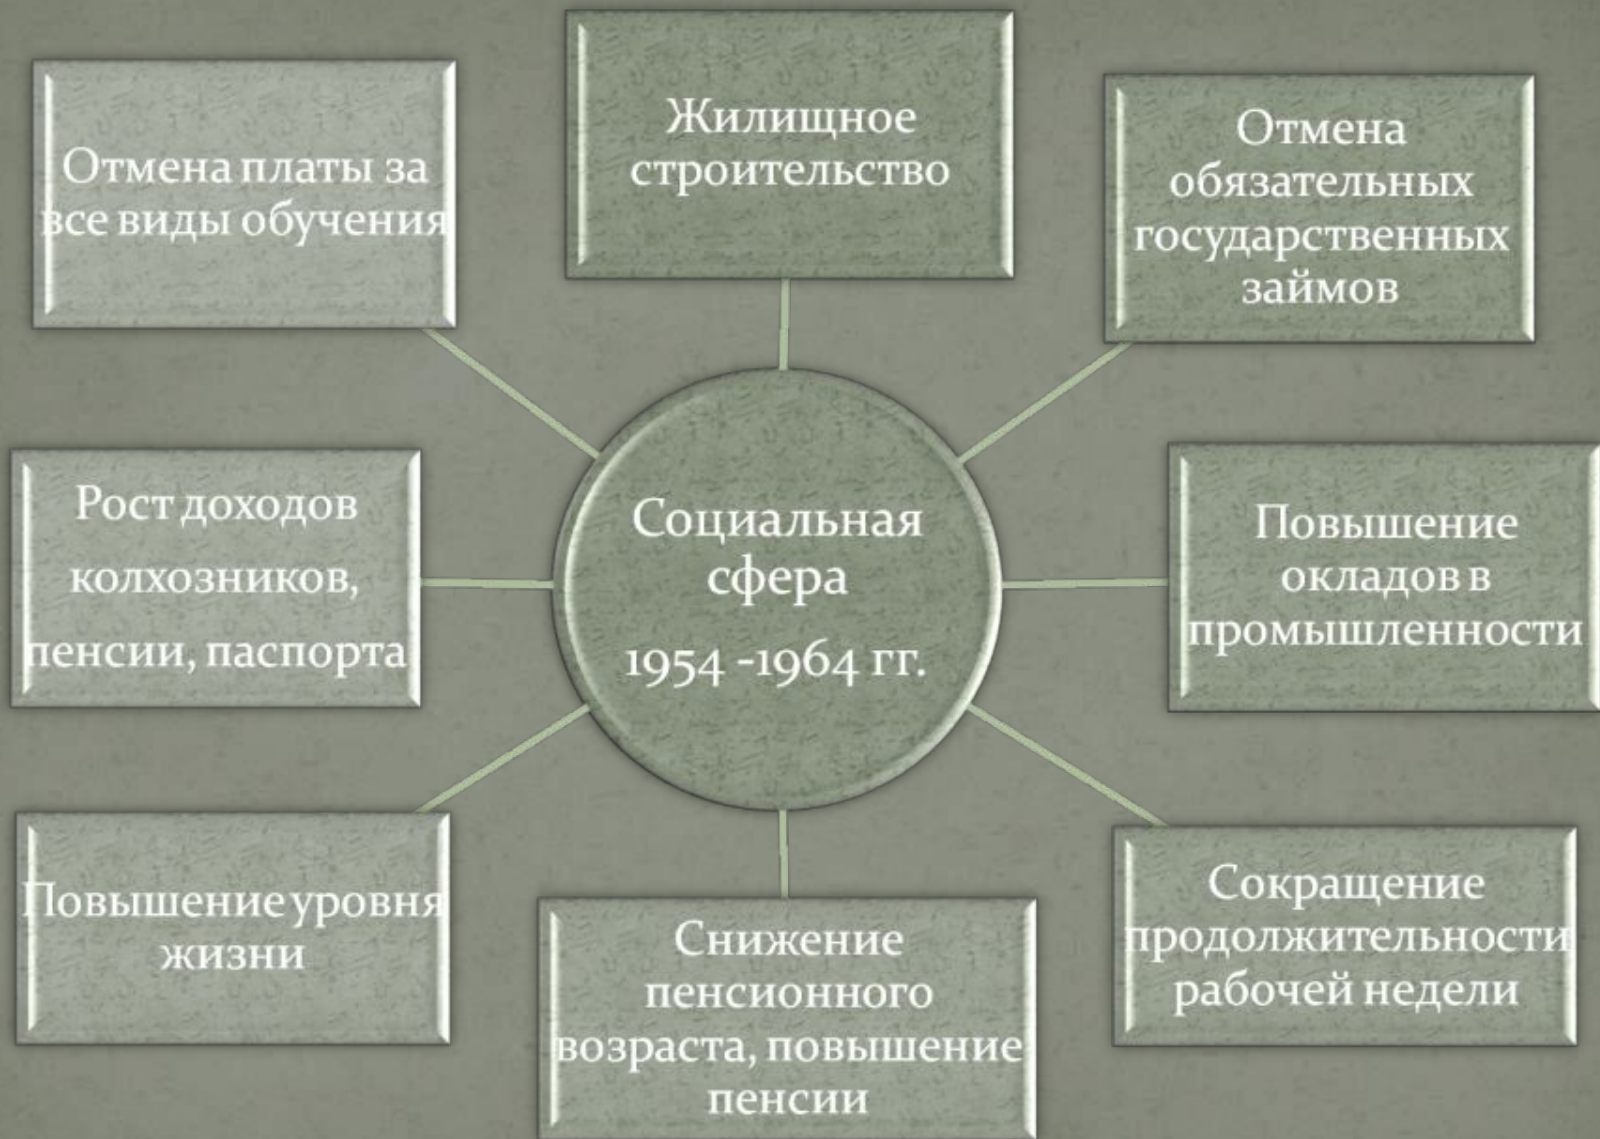 Отмена платы за
все виды обучения
Жилищное
строительство
Отмена
обязательных
государственных
займов
Рост доходов
колхозников,
пенсии, паспорта
Социальная
сфера
1954 -1964 гг.
Повышение
окладов в
промышленности
Повышение уровня
жизни
Снижение
пенсионного
возраста, повышение
пенсии
Сокращение
продолжительности
рабочей недели